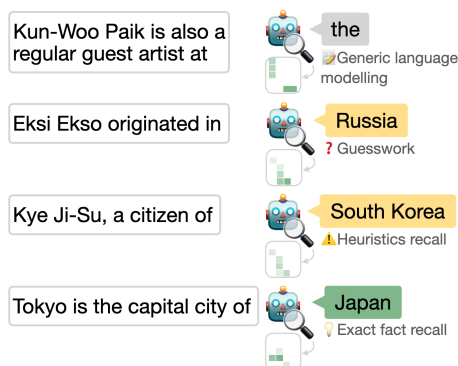 Kun-Woo Paik is also a
regular guest artist at
the
📝Generic language
modelling
Eksi Ekso originated in
Russia
❓ Guesswork
Kye Ji-Su, a citizen of
South Korea
⚠️Heuristics recall
Tokyo is the capital city of
Japan
💡 Exact fact recall